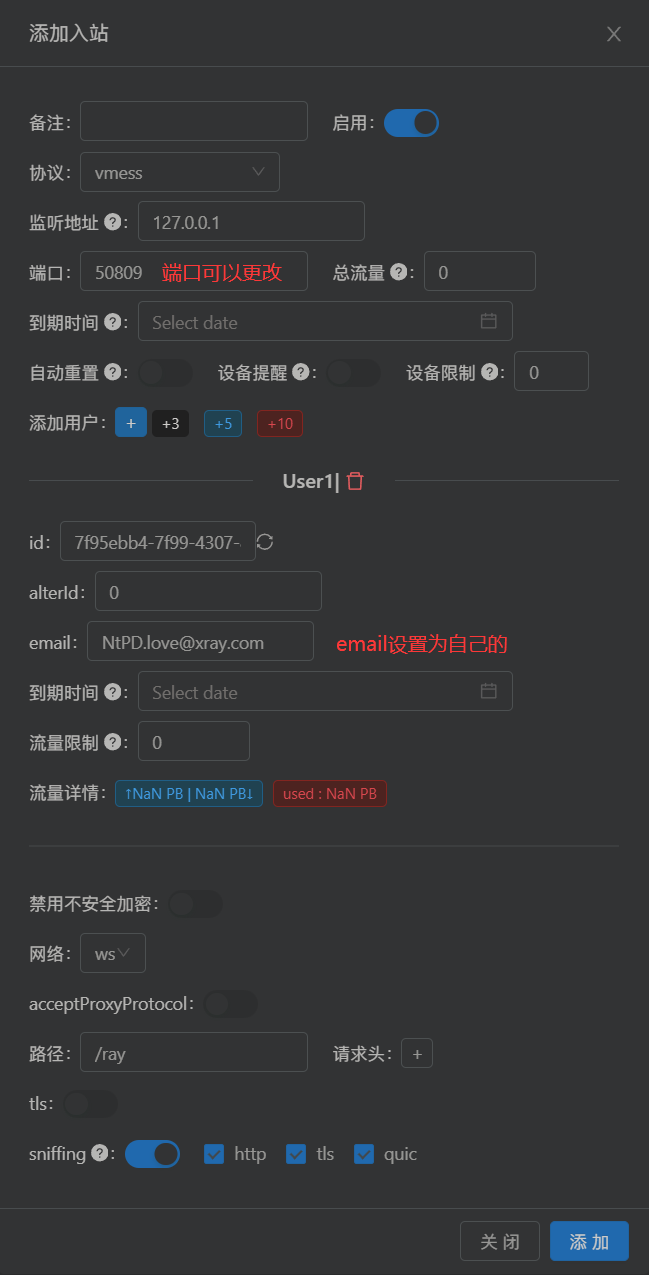 添加入站
备注： 启用：
协议： vmess
监听地址 ? ： 127.0.0.1
端口： 50809 端口可以更改 总流量 ? ： 0
到期时间 ? ： Select date
自动重置 ? ： 设备提醒 ? ： 设备限制 ? ： 0
添加用户： + +3 +5 +10
User1|
id： 7f95ebb4-7f99-4307-
alterId： 0
email： NtPD.love@xray.com email设置为自己的
到期时间 ? ： Select date
流量限制 ? ： 0
流量详情： ↑NaN PB | NaN PB↓ used : NaN PB
禁用不安全加密：
网络： ws
acceptProxyProtocol：
路径： /ray 请求头： +
tls：
sniffing ? ： http tls quic
关 闭 添 加